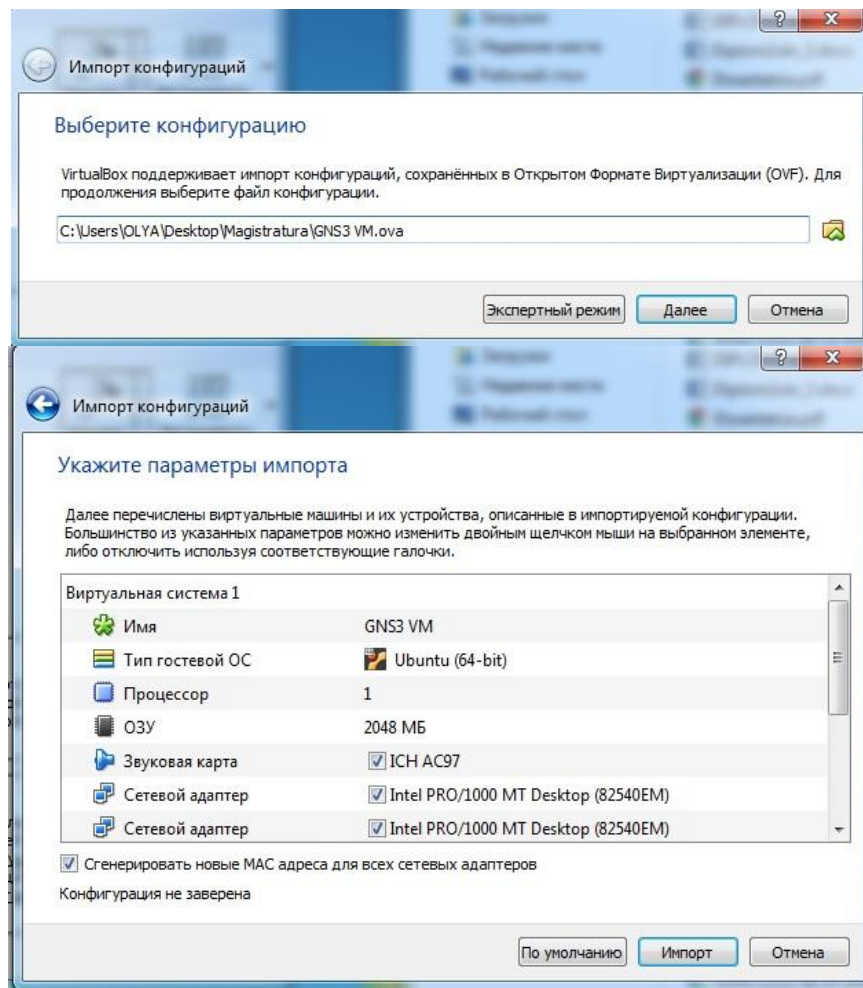 Импорт конфигураций
Выберите конфигурацию
VirtualBox поддерживает импорт конфигураций, сохранённых в Открытом Формате Виртуализации (OVF). Для
продолжения выберите файл конфигурации.
C:\Users\OLYA\Desktop\Magistratura\GNS3 VM.ova
Экспертный режим Далее Отмена
Импорт конфигураций
Укажите параметры импорта
Далее перечислены виртуальные машины и их устройства, описанные в импортируемой конфигурации.
Большинство из указанных параметров можно изменить двойным щелчком мыши на выбранном элементе,
либо отключить используя соответствующие галочки.
Виртуальная система 1
Имя GNS3 VM
Тип гостевой ОС Ubuntu (64-bit)
Процессор 1
ОЗУ 2048 МБ
Звуковая карта ICH AC97
Сетевой адаптер Intel PRO/1000 MT Desktop (82540EM)
Сетевой адаптер Intel PRO/1000 MT Desktop (82540EM)
Сгенерировать новые MAC адреса для всех сетевых адаптеров
Конфигурация не заверена
По умолчанию Импорт Отмена